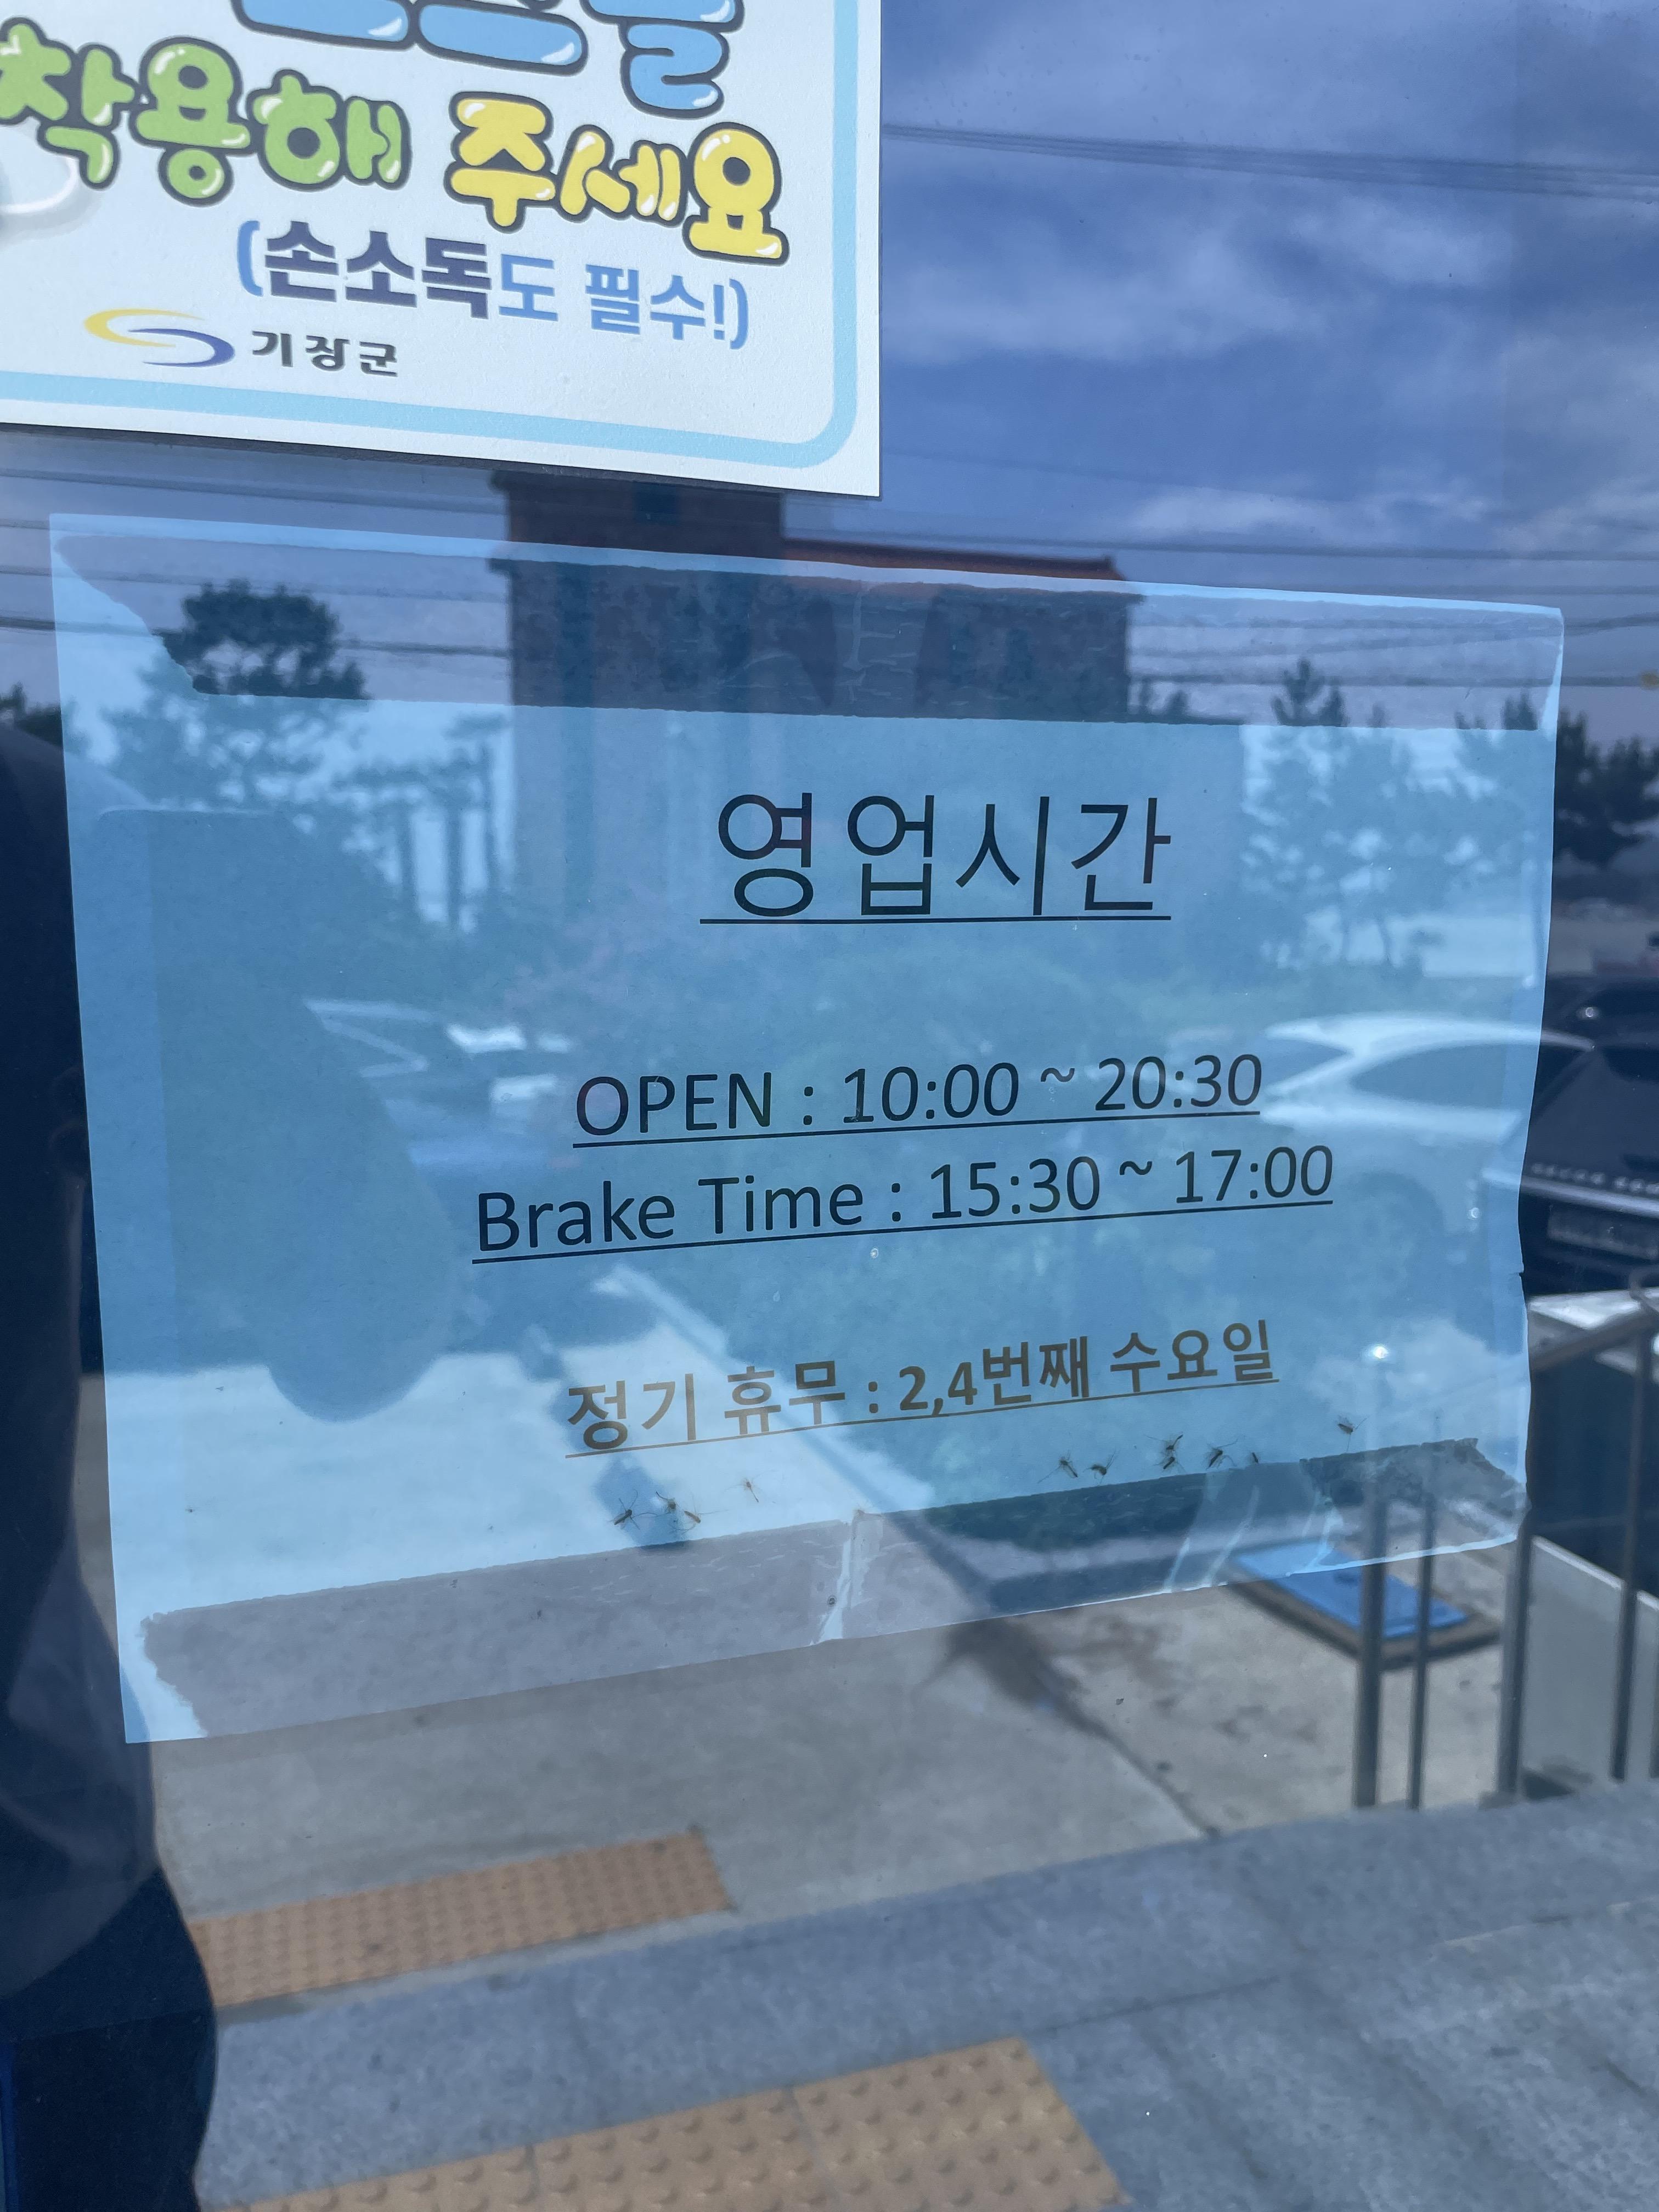 착용해 주세요
(손소독도 필수!)
기장군
영업시간
OPEN : 10:00 ~ 20:30
Brake Time : 15:30 ~ 17:00
정기 휴무 : 2,4번째 수요일